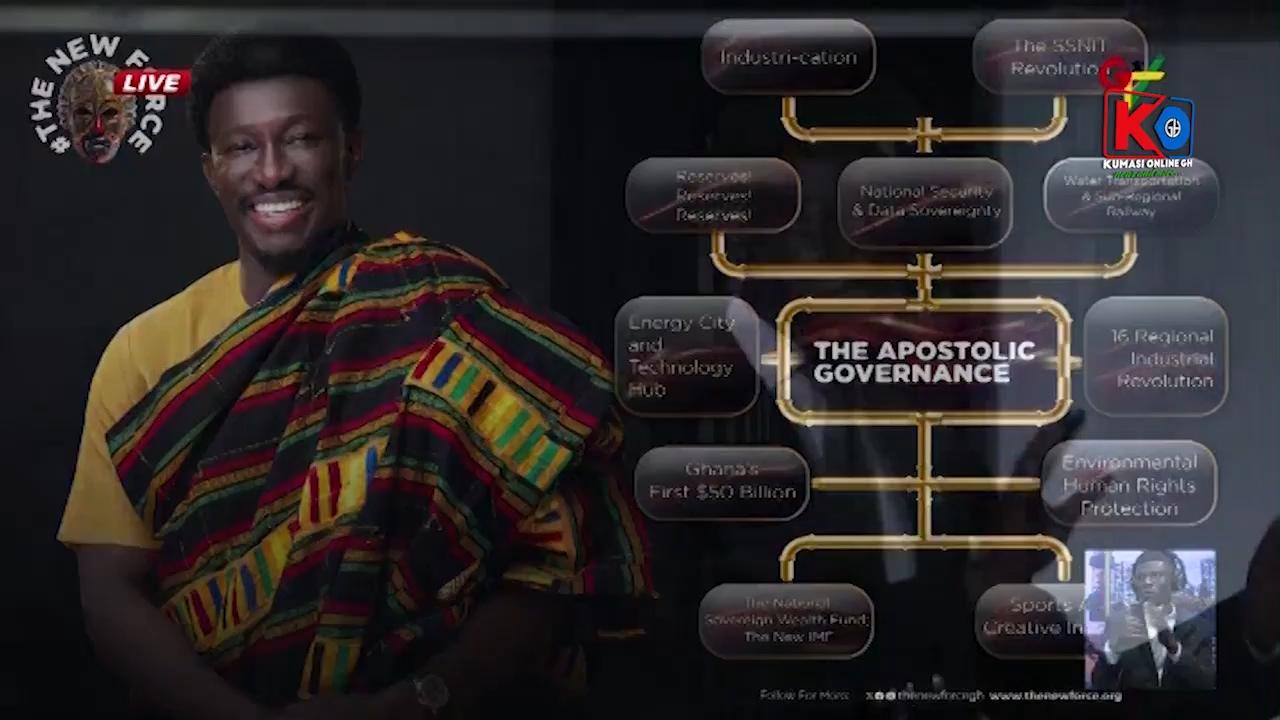 #THE NEW FORCE
LIVE
Industri-cation
The SSNIT
Revolution
KO
GH
KUMASI ONLINE GH
Reserves!
Reserves!
Reserves!
National Security
& Data Sovereignty
Water Transportation
& Sub-Regional
Railway
Energy City
and
Technology
Hub
THE APOSTOLIC
GOVERNANCE
16 Regional
Industrial
Revolution
Ghana's
First $50 Billion
Environmental
Human Rights
Protection
The National
Sovereign Wealth Fund;
The New IMF
Sports
Creative In
Follow For More:
thenewforcegh
www.thenewforce.org